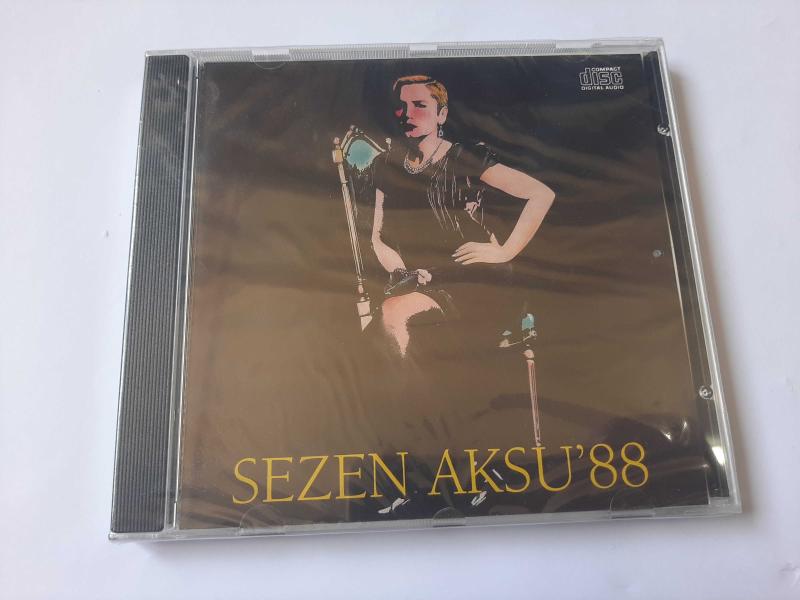 COMPACT
disc
DIGITAL AUDIO
SEZEN AKSU'88